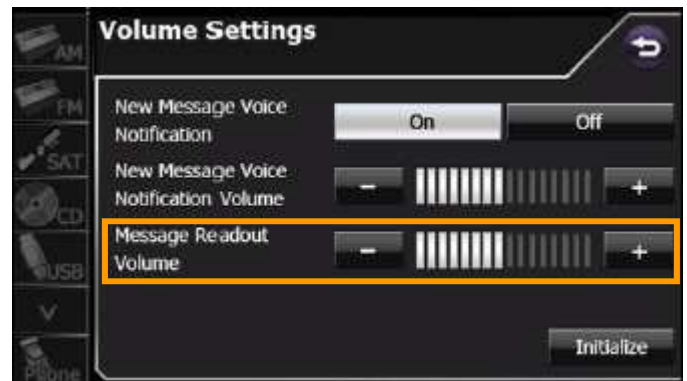 Volume Settings
AM
FM
SAT
CD
USB
Phone
New Message Voice
Notification
On
Off
New Message Voice
Notification Volume
-
+
Message Readout
Volume
-
+
Initialize